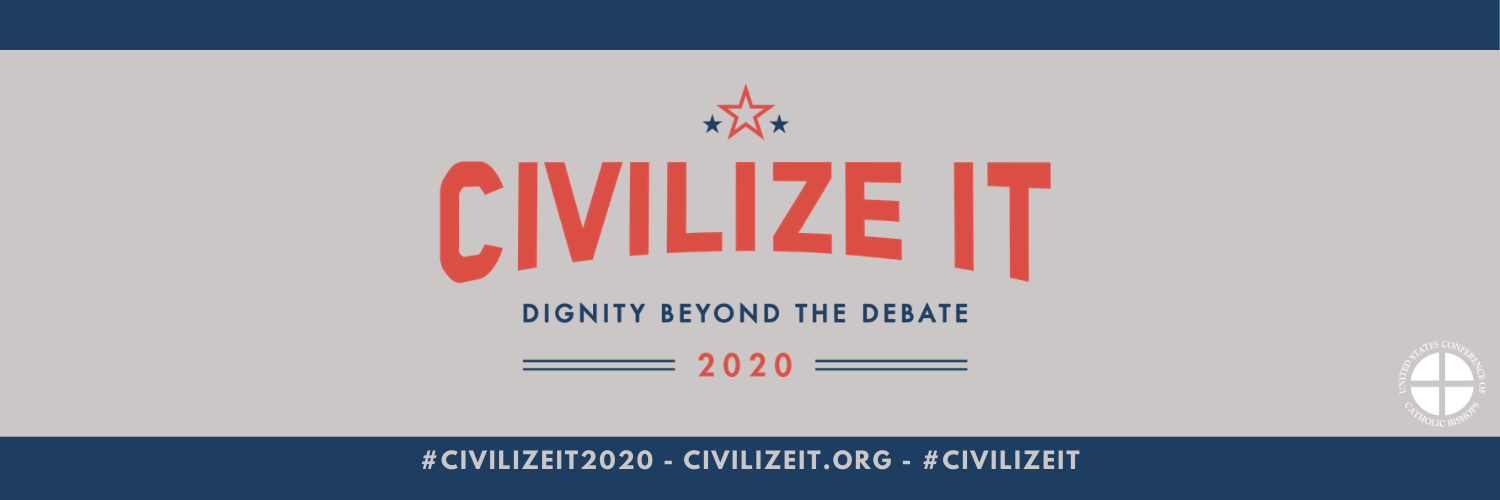 CIVILIZE IT
DIGNITY BEYOND THE DEBATE
2020
UNITED STATES CONFERENCE OF
CATHOLIC BISHOPS
#CIVILIZEIT2020 - CIVILIZEIT.ORG - #CIVILIZEIT